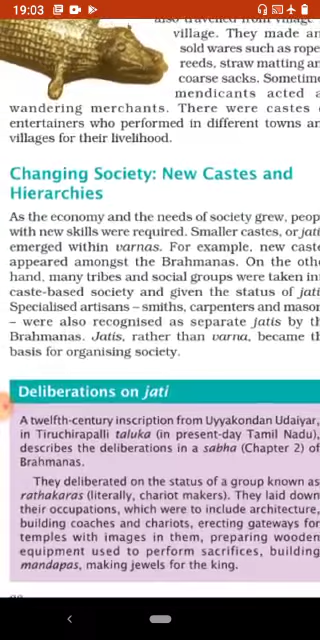 19:03
also travelled from village
village. They made an
sold wares such as rope
reeds, straw matting an
coarse sacks. Sometim
mendicants acted a
wandering merchants. There were castes
entertainers who performed in different towns an
villages for their livelihood.
Changing Society: New Castes and
Hierarchies
As the economy and the needs of society grew, peop
with new skills were required. Smaller castes, or jati
emerged within varnas. For example, new cast
appeared amongst the Brahmanas. On the oth
hand, many tribes and social groups were taken in
caste-based society and given the status of jati
Specialised artisans – smiths, carpenters and mason
– were also recognised as separate jatis by th
Brahmanas. Jatis, rather than varna, became th
basis for organising society.
Deliberations on jati
A twelfth-century inscription from Uyyakondan Udaiyar,
in Tiruchirapalli taluka (in present-day Tamil Nadu),
describes the deliberations in a sabha (Chapter 2) of
Brahmanas.
They deliberated on the status of a group known as
rathakaras (literally, chariot makers). They laid down
their occupations, which were to include architecture,
building coaches and chariots, erecting gateways for
temples with images in them, preparing wooden
equipment used to perform sacrifices, building
mandapas, making jewels for the king.